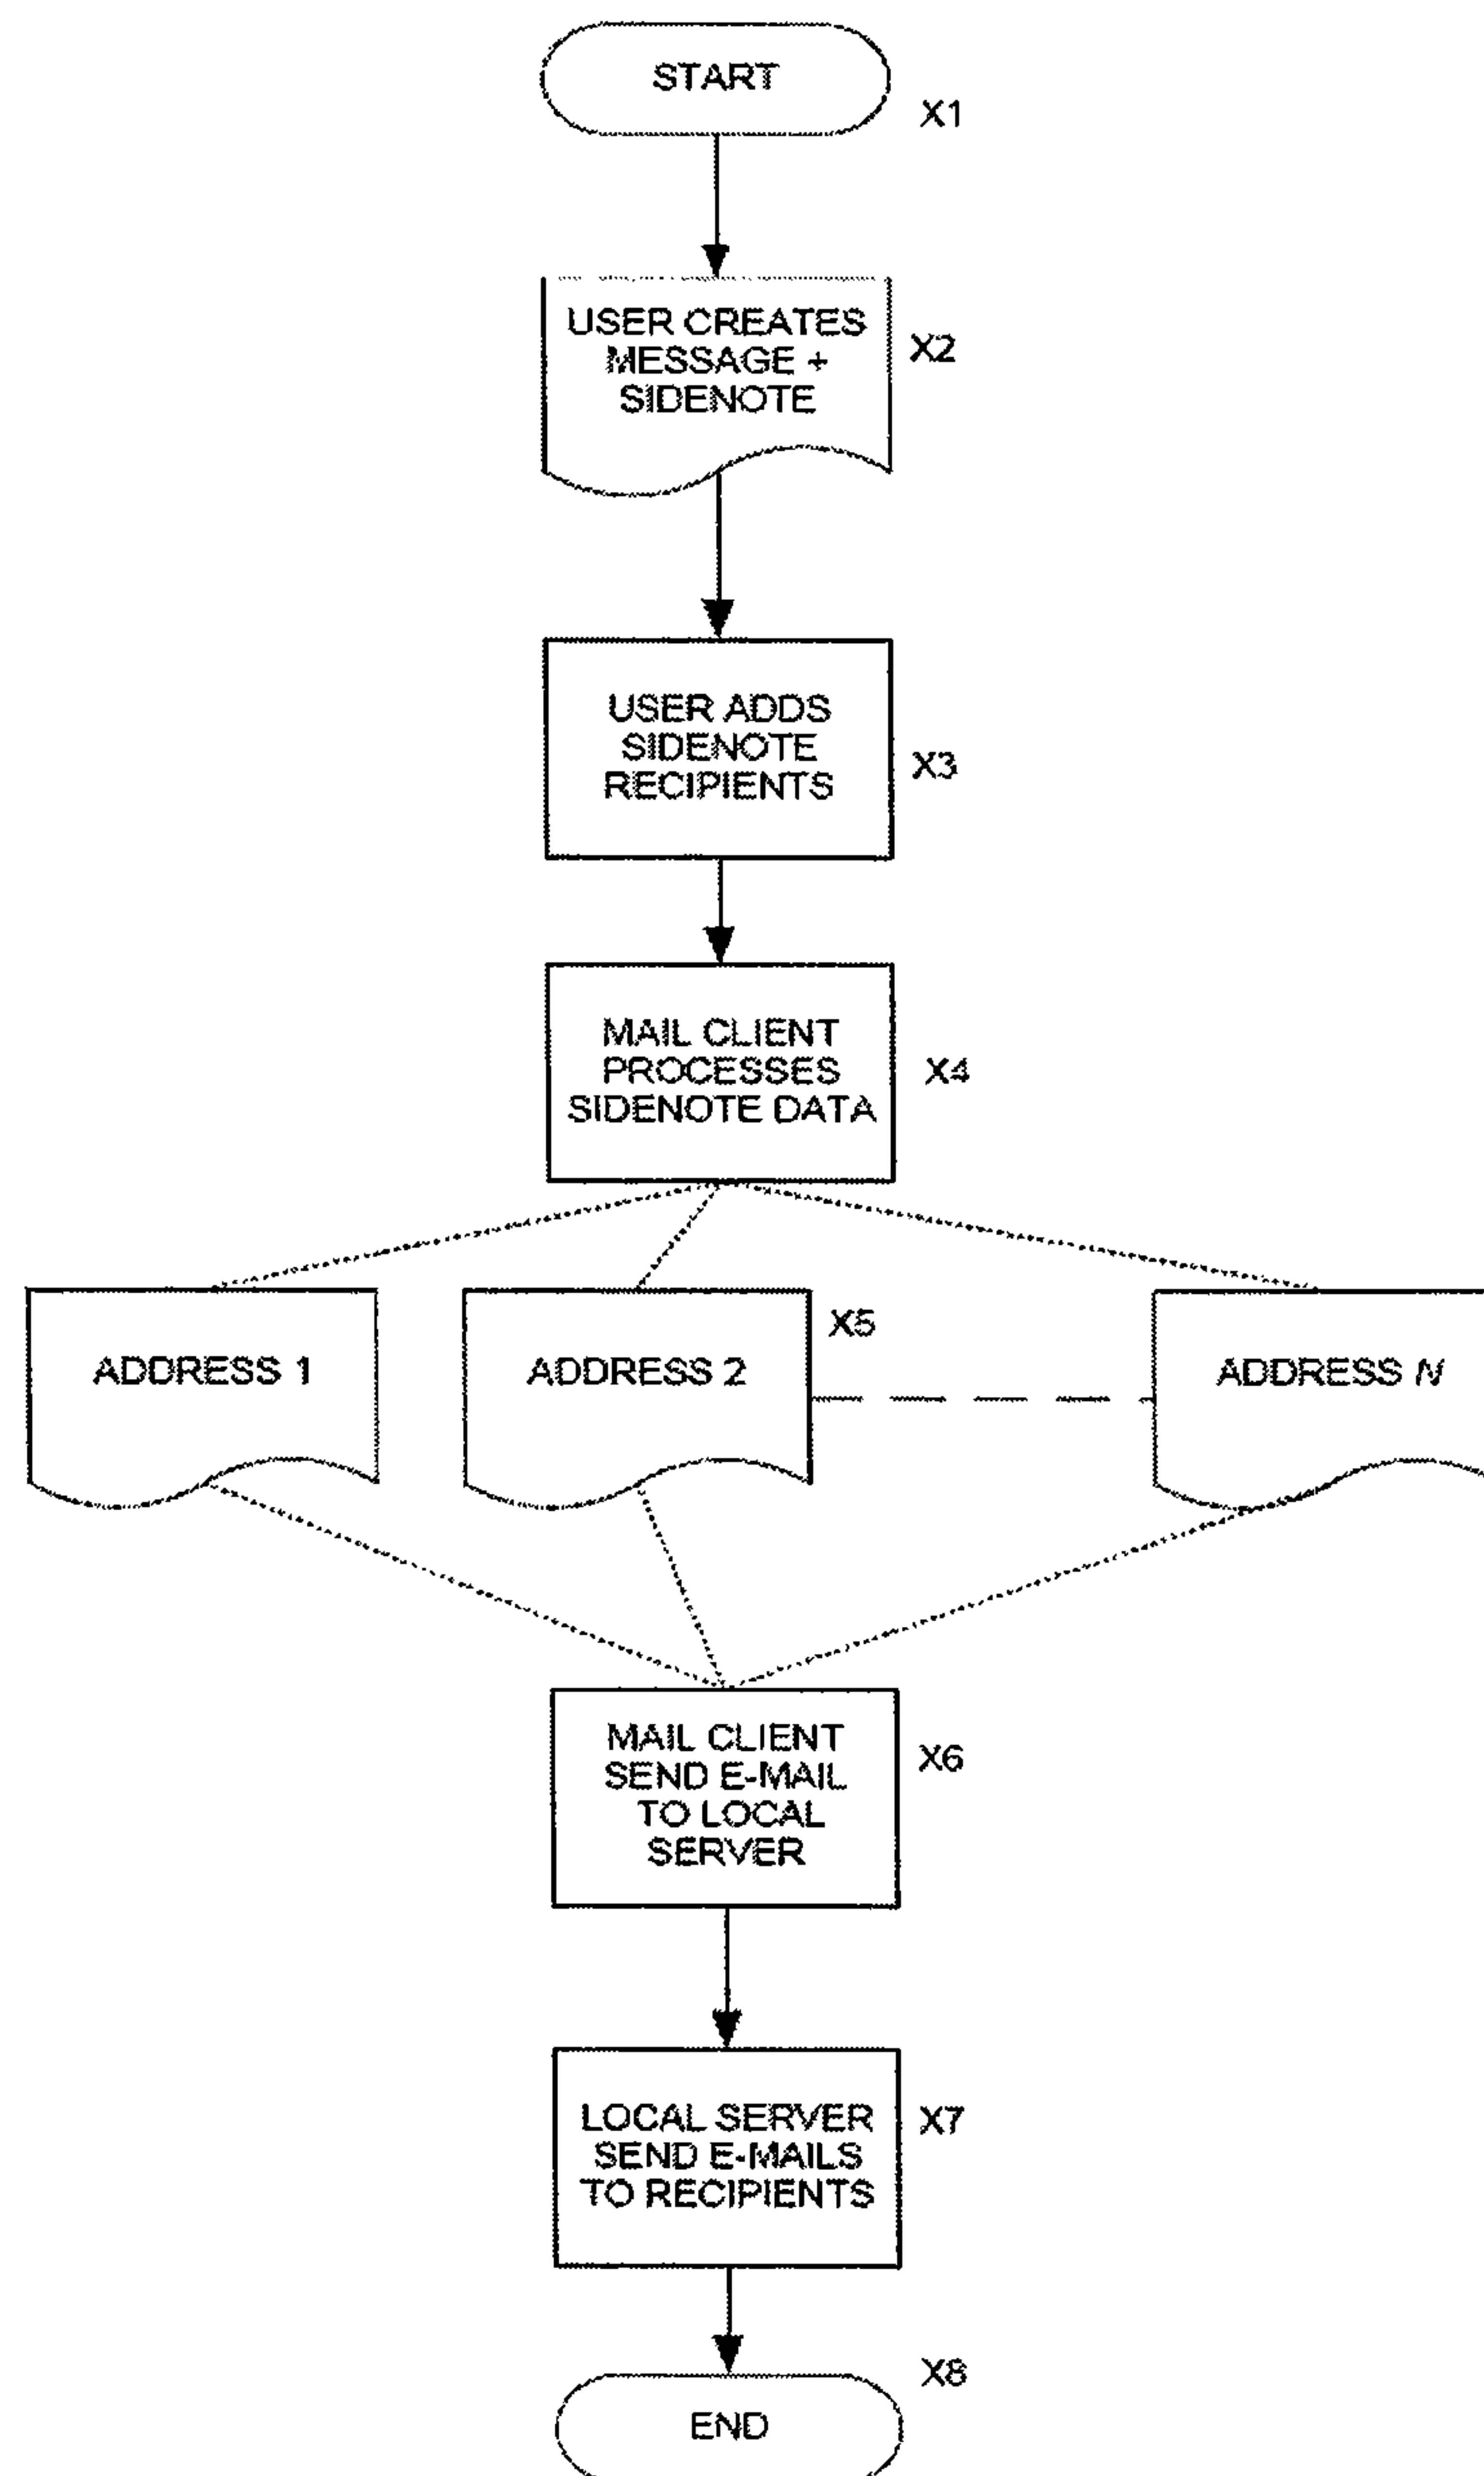 START
X1
USER CREATES
MESSAGE +
SIDENOTE
X2
USER ADDS
SIDENOTE
RECIPIENTS
X3
MAIL CLIENT
PROCESSES
SIDENOTE DATA
X4
ADDRESS 1
ADDRESS 2
X5
ADDRESS N
MAIL CLIENT
SEND E-MAIL
TO LOCAL
SERVER
X6
LOCAL SERVER
SEND E-MAILS
TO RECIPIENTS
X7
X8
END